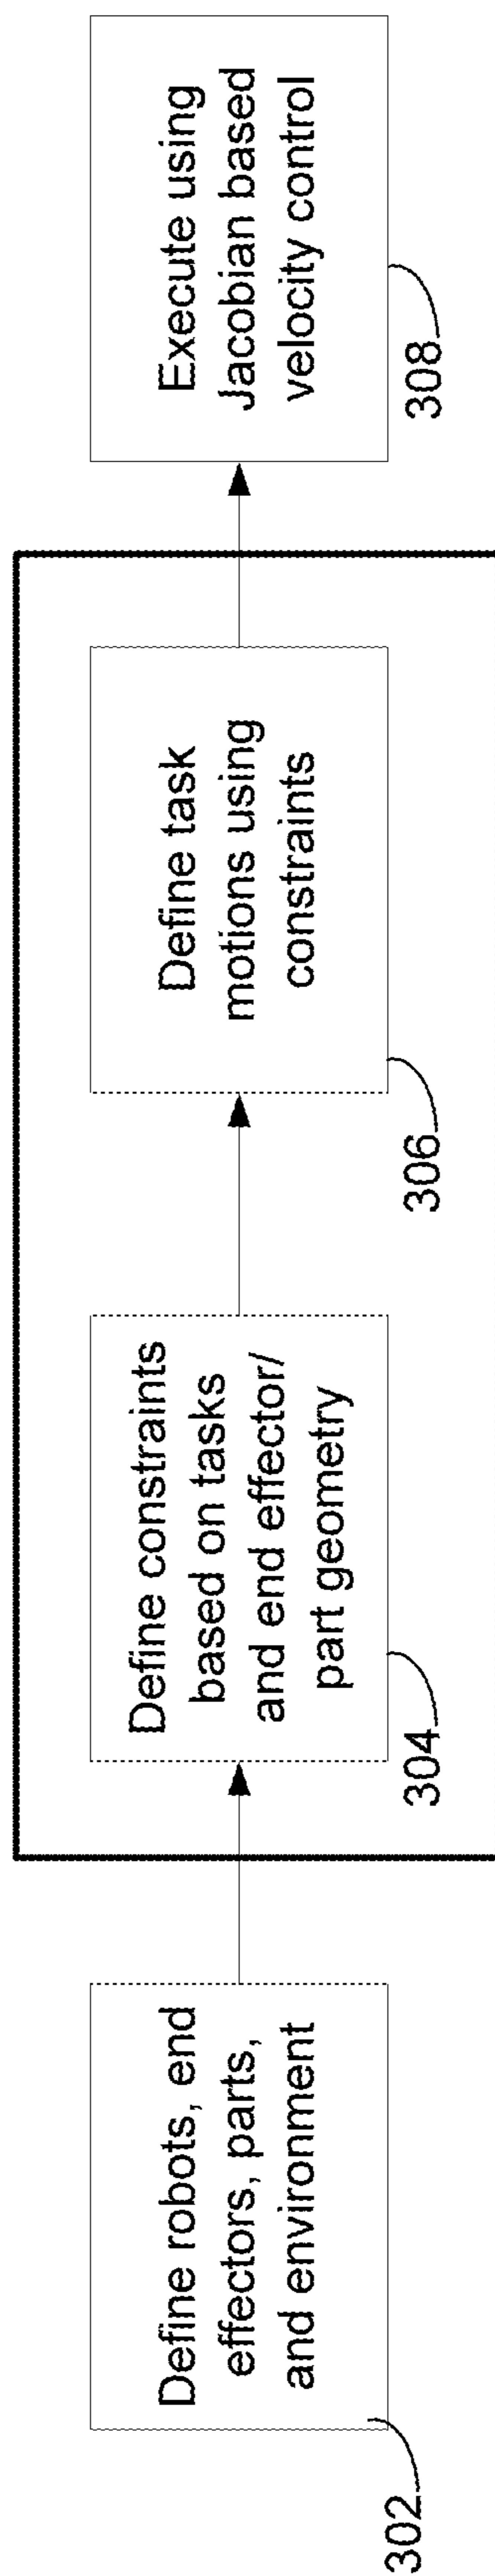 Define robots, end
effectors, parts,
and environment
302
Define constraints
based on tasks
and end effector/
part geometry
304
Define task
motions using
constraints
306
Execute using
Jacobian based
velocity control
308